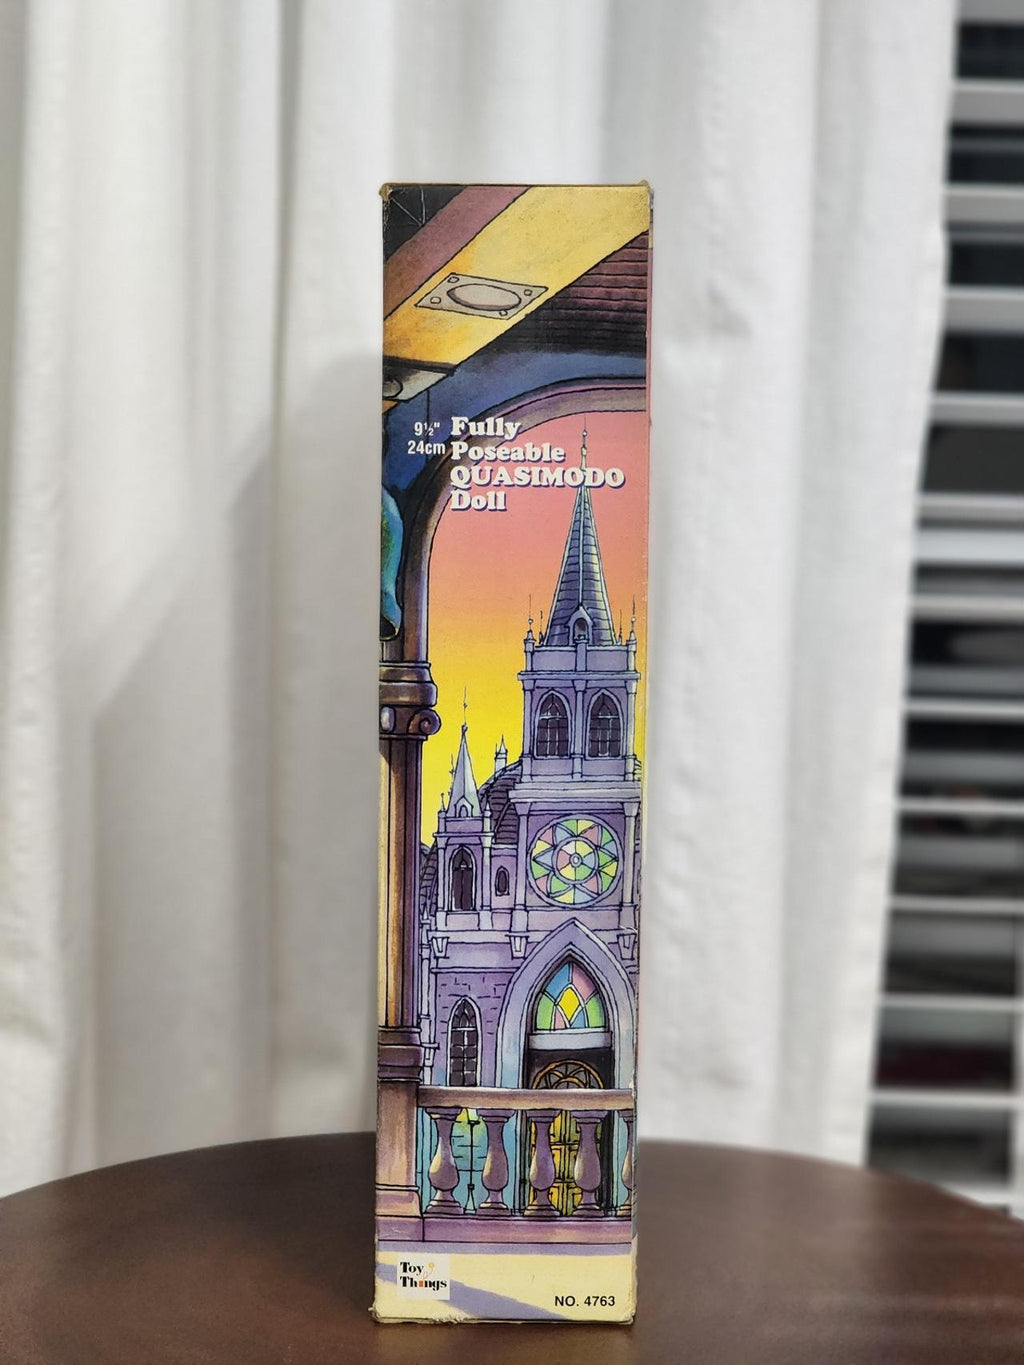 9½" Fully
24cm Poseable
QUASIMODO
Doll
Toy
Things
NO. 4763